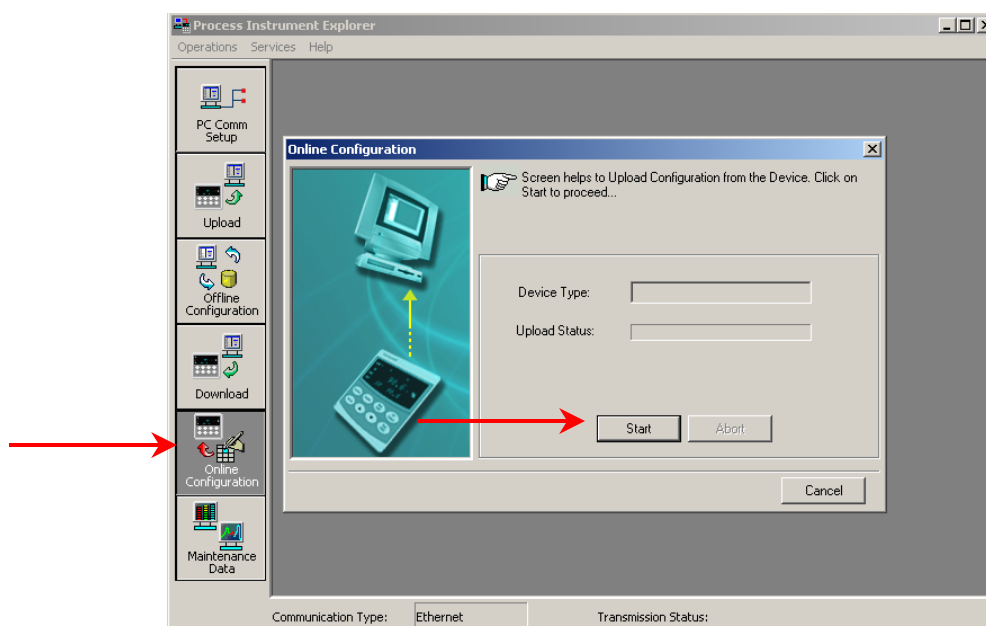 Process Instrument Explorer
Operations Services Help
PC Comm
Setup
Upload
Offline
Configuration
Download
Online
Configuration
Maintenance
Data
Online Configuration
Screen helps to Upload Configuration from the Device. Click on
Start to proceed...
Device Type:
Upload Status:
Start
Abort
Cancel
Communication Type: Ethernet
Transmission Status: